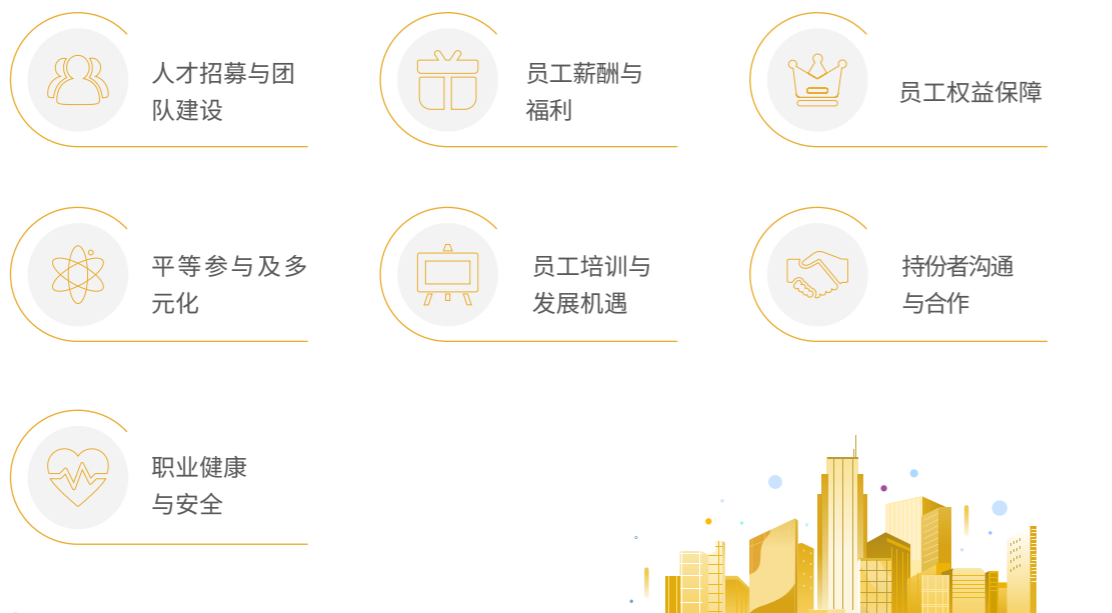 人才招募与团
队建设
员工薪酬与
福利
员工权益保障
平等参与及多
元化
员工培训与
发展机遇
持份者沟通
与合作
职业健康
与安全